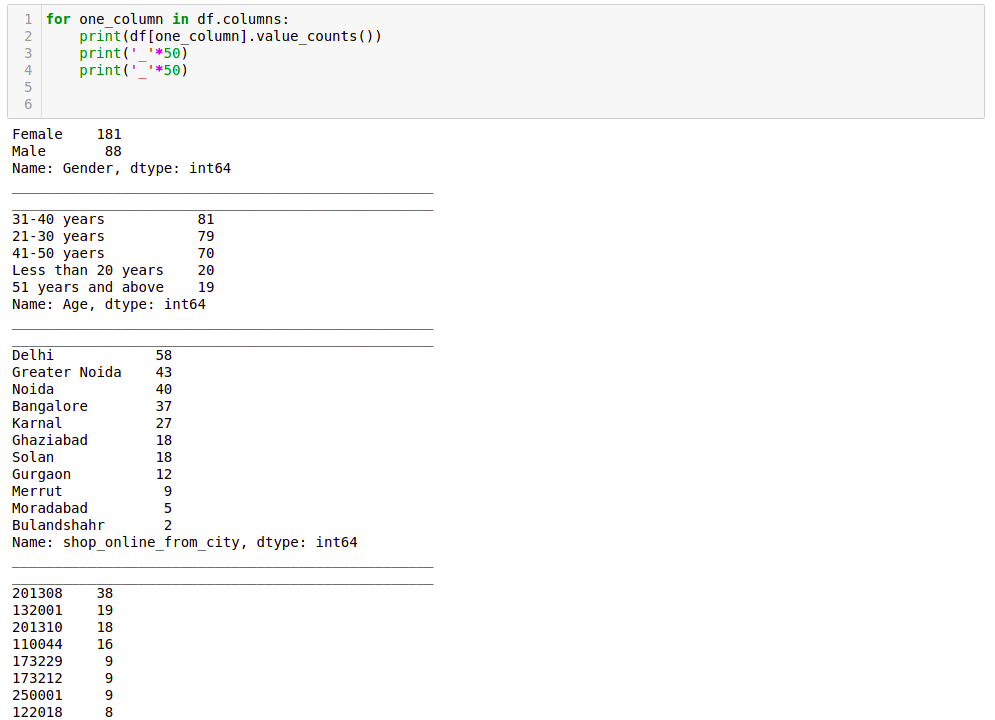 1 for one_column in df.columns:
2     print(df[one_column].value_counts())
3     print('_'*50)
4     print('_'*50)
5
6
Female    181
Male       88
Name: Gender, dtype: int64
__________________________________________________
__________________________________________________
31-40 years           81
21-30 years           79
41-50 yaers           70
Less than 20 years    20
51 years and above    19
Name: Age, dtype: int64
__________________________________________________
__________________________________________________
Delhi            58
Greater Noida    43
Noida            40
Bangalore        37
Karnal           27
Ghaziabad        18
Solan            18
Gurgaon          12
Merrut            9
Moradabad         5
Bulandshahr       2
Name: shop_online_from_city, dtype: int64
__________________________________________________
__________________________________________________
201308    38
132001    19
201310    18
110044    16
173229     9
173212     9
250001     9
122018     8